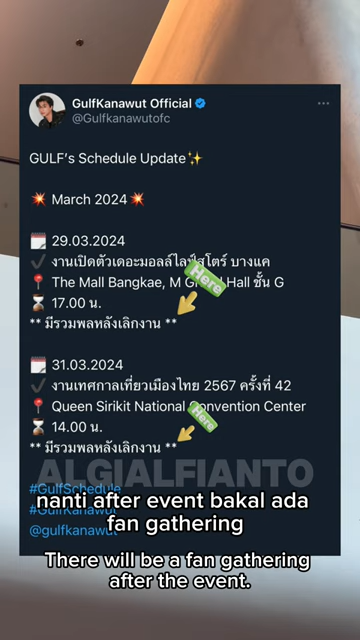 GulfKanawut Official
@Gulfkanawutofc
GULF's Schedule Update✨
💥 March 2024💥
🗓️ 29.03.2024
✔️ งานเปิดตัวเดอะมอลล์ไลฟ์สโตร์ บางแค
📍 The Mall Bangkae, M Hall ชั้น G
Here
⏳ 17.00 น.
** มีรวมพลหลังเลิกงาน **
🗓️ 31.03.2024
✔️ งานเทศกาลเที่ยวเมืองไทย 2567 ครั้งที่ 42
📍 Queen Sirikit National Convention Center
Here
⏳ 14.00 น.
** มีรวมพลหลังเลิกงาน **
ALGIALFIANTO
#GulfSchedule
#GulfKanawut
@gulfkanawut
nanti after event bakal ada
fan gathering
There will be a fan gathering
after the event.